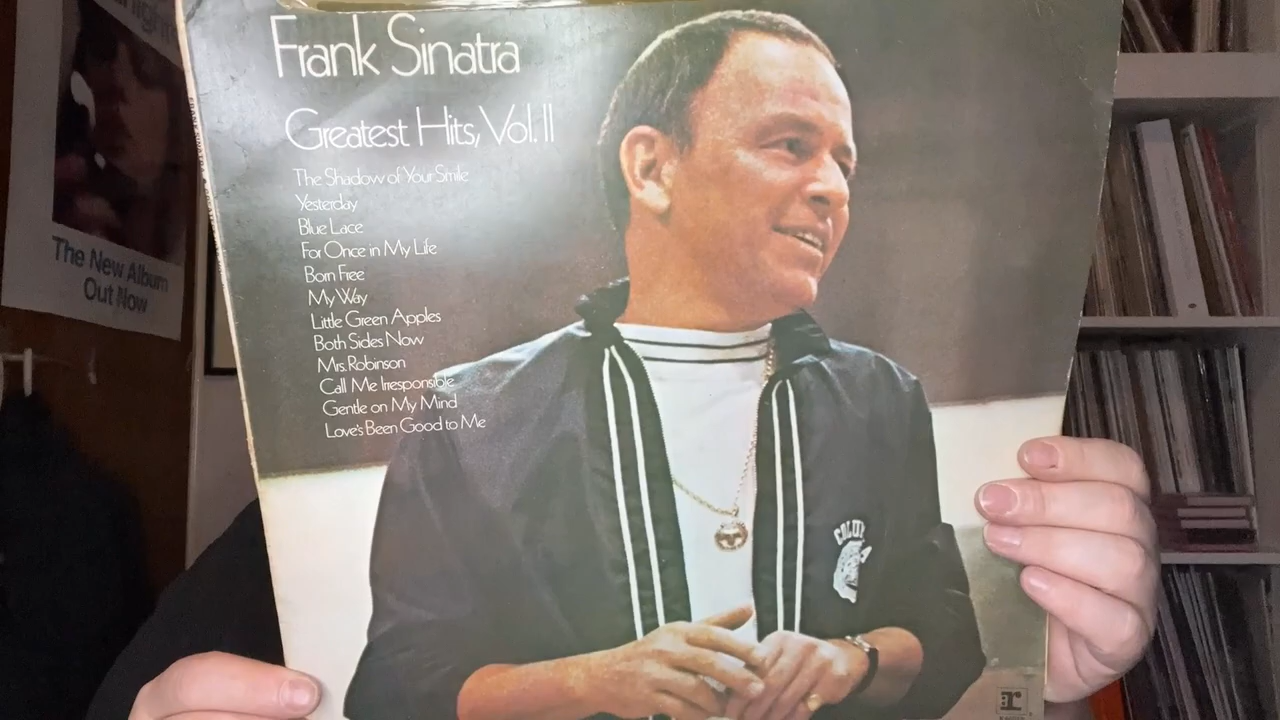 Frank Sinatra
Greatest Hits, Vol. II
The Shadow of Your Smile
Yesterday
Blue Lace
For Once in My Life
Born Free
My Way
Little Green Apples
Both Sides Now
Mrs. Robinson
Call Me Irresponsible
Gentle on My Mind
Love's Been Good to Me
The New Album
Out Now